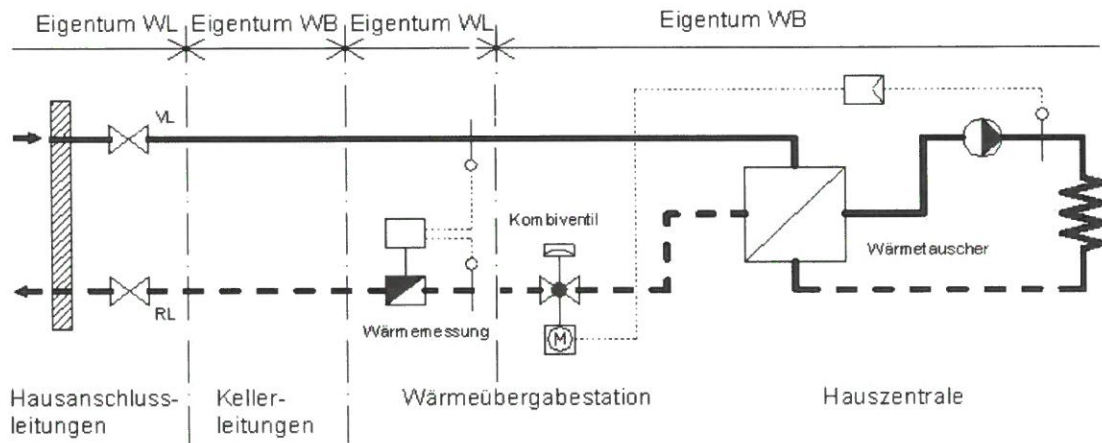 Eigentum WL
Eigentum WB
Eigentum WL
Eigentum WB
VL
Kombiventil
Wärmetauscher
RL
Wärmemessung
M
Hausanschluss-
leitungen
Keller-
leitungen
Wärmeübergabestation
Hauszentrale